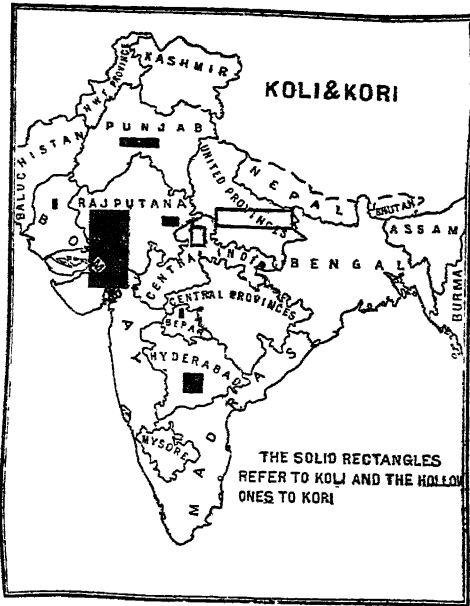 KOLI&KORI
KASHMIR
N.W.F. PROVINCE
PUNJAB
BALUCHISTAN
UNITED PROVINCES
NEPAL
BHUTAN
RAJPUTANA
ASSAM
CENTRAL INDIA
BENGAL
BURMA
CENTRAL PROVINCES
BERAR
BOMBAY
HYDERABAD
MYSORE
MADRAS
THE SOLID RECTANGLES
REFER TO KOLI AND THE HOLLOW
ONES TO KORI